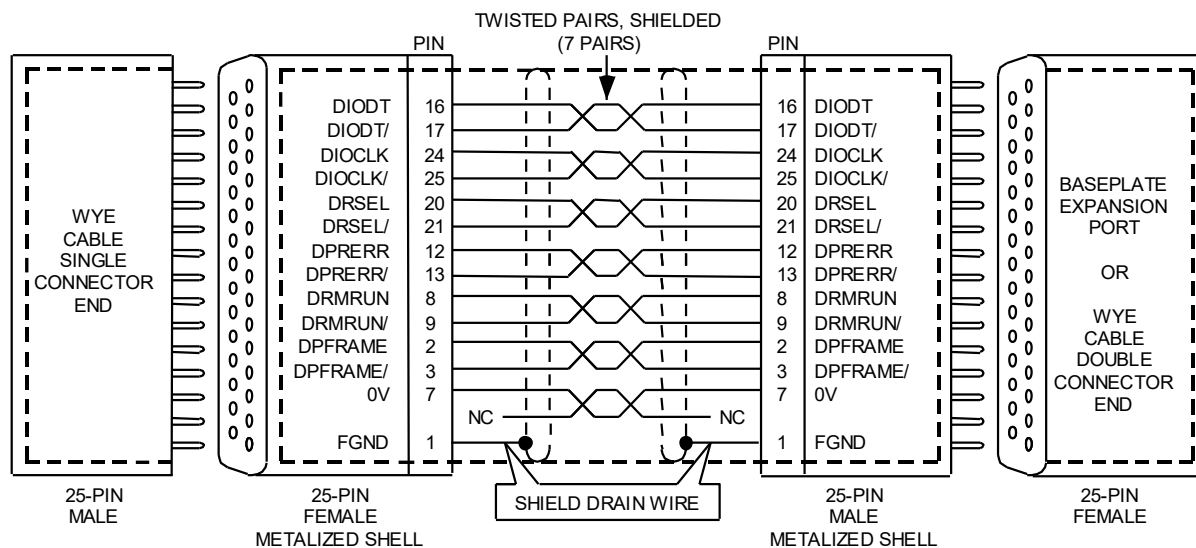 TWISTED PAIRS, SHIELDED
(7 PAIRS)
PIN
PIN
WYE
CABLE
SINGLE
CONNECTOR
END
DIODT 16
DIODT/ 17
DIOCLK 24
DIOCLK/ 25
DRSEL 20
DRSEL/ 21
DPRERR 12
DPRERR/ 13
DRMRUN 8
DRMRUN/ 9
DPFRAME 2
DPFRAME/ 3
0V 7
NC
FGND 1
16 DIODT
17 DIODT/
24 DIOCLK
25 DIOCLK/
20 DRSEL
21 DRSEL/
12 DPRERR
13 DPRERR/
8 DRMRUN
9 DRMRUN/
2 DPFRAME
3 DPFRAME/
7 0V
NC
1 FGND
BASEPLATE
EXPANSION
PORT
OR
WYE
CABLE
DOUBLE
CONNECTOR
END
SHIELD DRAIN WIRE
25-PIN
MALE
25-PIN
FEMALE
METALIZED SHELL
25-PIN
MALE
METALIZED SHELL
25-PIN
FEMALE